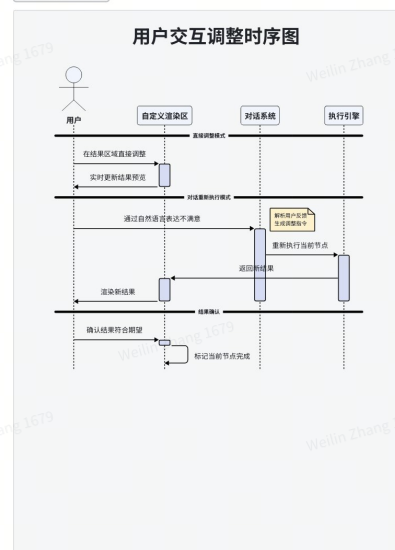 用户交互调整时序图
ang 1679
Weilin Zhang
用户
自定义渲染区
对话系统
执行引擎
直接调整模式
在结果区域直接调整
实时更新结果预览
对话重新执行模式
通过自然语言表达不满意
解析用户反馈
生成调整指令
重新执行当前节点
返回新结果
渲染新结果
结果确认
确认结果符合期望
Weilin Zhang 1679
标记当前节点完成
ang 1679
Weilin Zhang